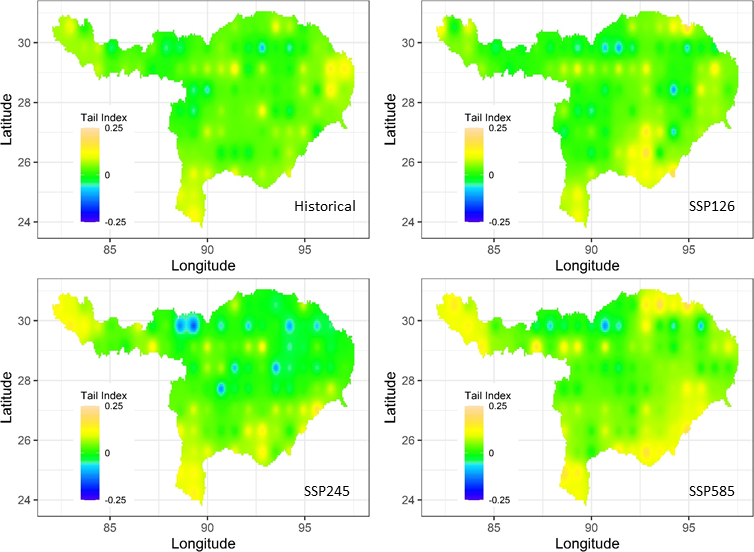 30
28
26
24
Latitude
Tail Index
0.25
0
-0.25
Historical
85
90
95
Longitude
30
28
26
24
Latitude
Tail Index
0.25
0
-0.25
SSP126
85
90
95
Longitude
30
28
26
24
Latitude
Tail Index
0.25
0
-0.25
SSP245
85
90
95
Longitude
30
28
26
24
Latitude
Tail Index
0.25
0
-0.25
SSP585
85
90
95
Longitude